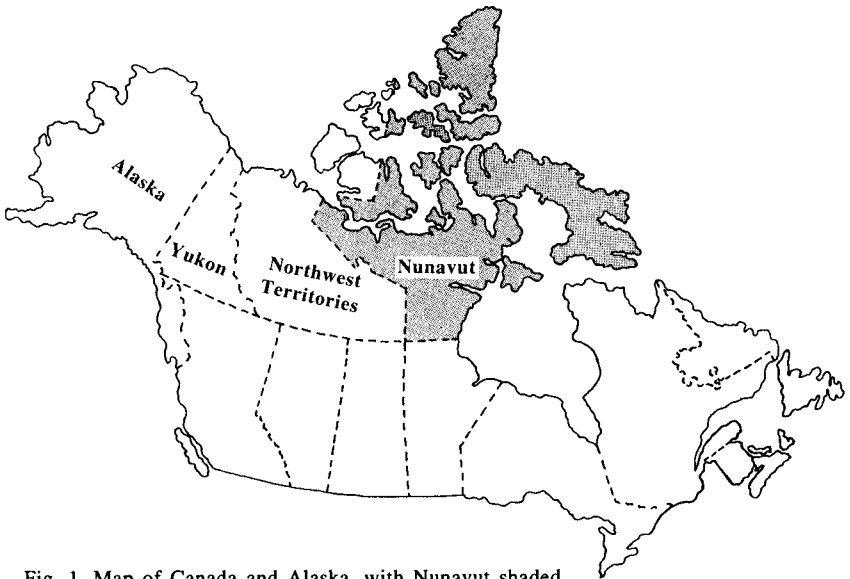 Alaska
Yukon
Northwest
Territories
Nunavut
Fig. 1. Map of Canada and Alaska, with Nunavut shaded